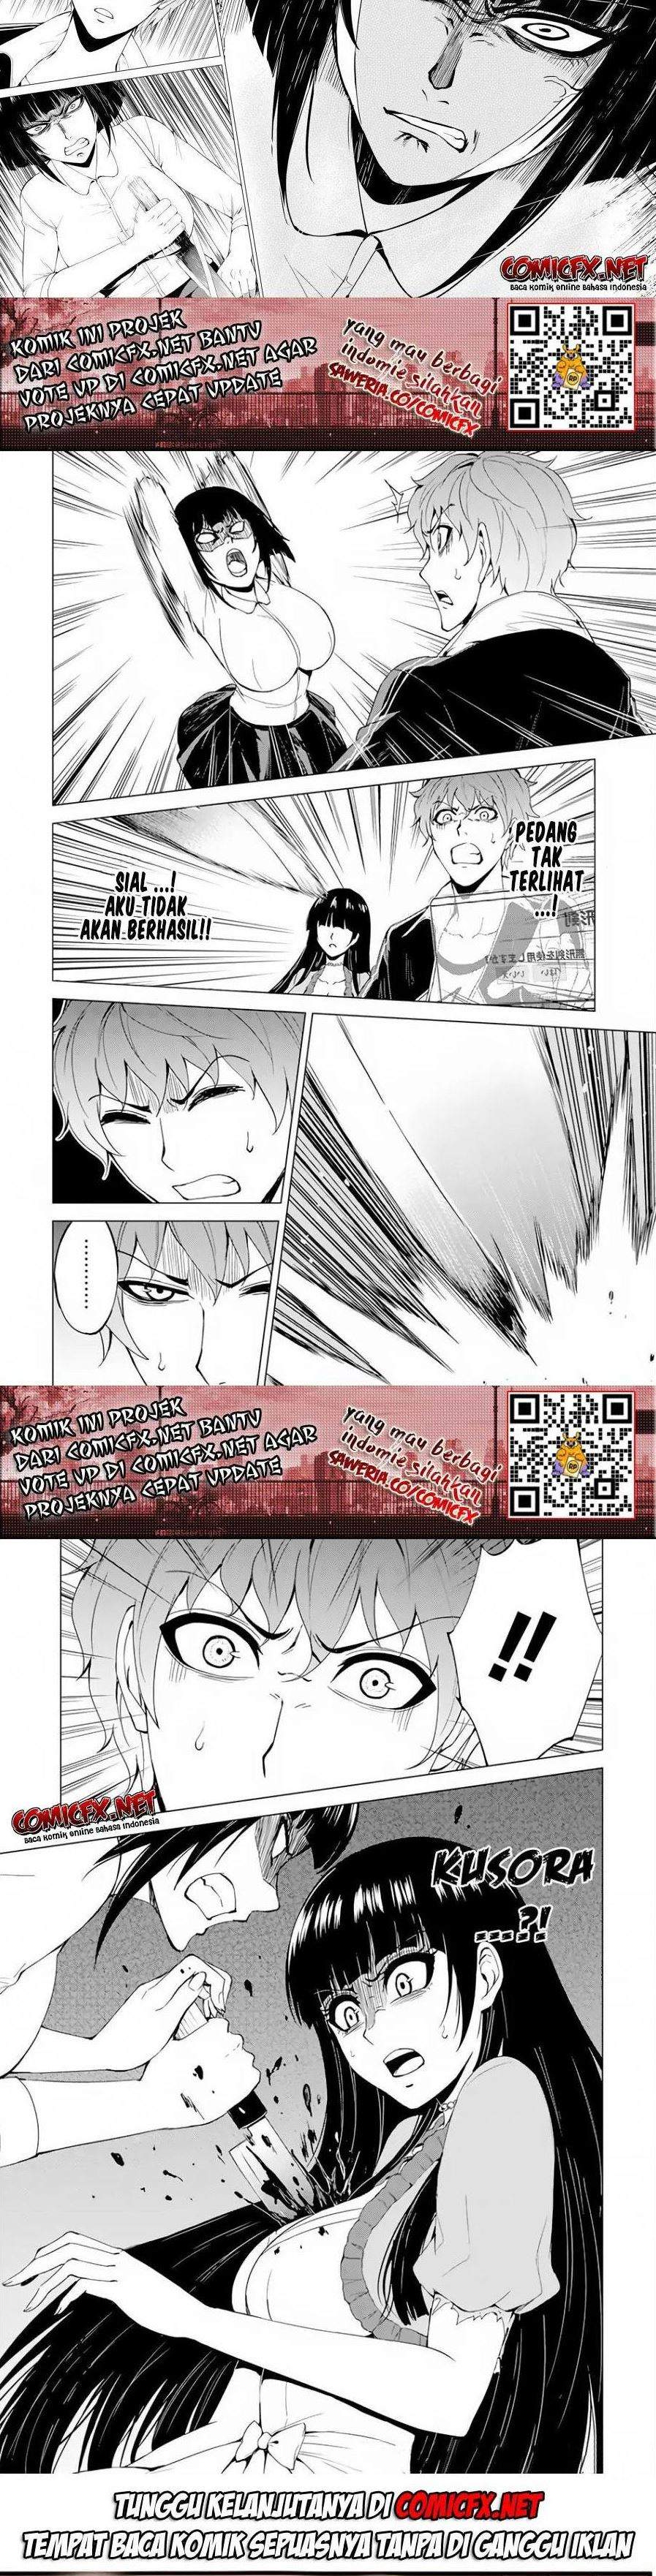 COMICFX.NET
Baca Komik Online Bahasa Indonesia
KOMIK INI PROJEK
DARI COMICFX.NET BANTU
VOTE UP DI COMICFX.NET AGAR
PROJEKNYA CEPAT UPDATE
yang mau berbagi
indomie silahkan
SAWERIA.CO/COMICFX
PEDANG
TAK
TERLIHAT
...!
SIAL ...!
AKU TIDAK
AKAN BERHASIL!!
KOMIK INI PROJEK
DARI COMICFX.NET BANTU
VOTE UP DI COMICFX.NET AGAR
PROJEKNYA CEPAT UPDATE
yang mau berbagi
indomie silahkan
SAWERIA.CO/COMICFX
!!
COMICFX.NET
Baca Komik Online Bahasa Indonesia
KUSORA
...?!
TUNGGU KELANJUTANYA DI COMICFX.NET
TEMPAT BACA KOMIK SEPUASNYA TANPA DI GANGGU IKLAN